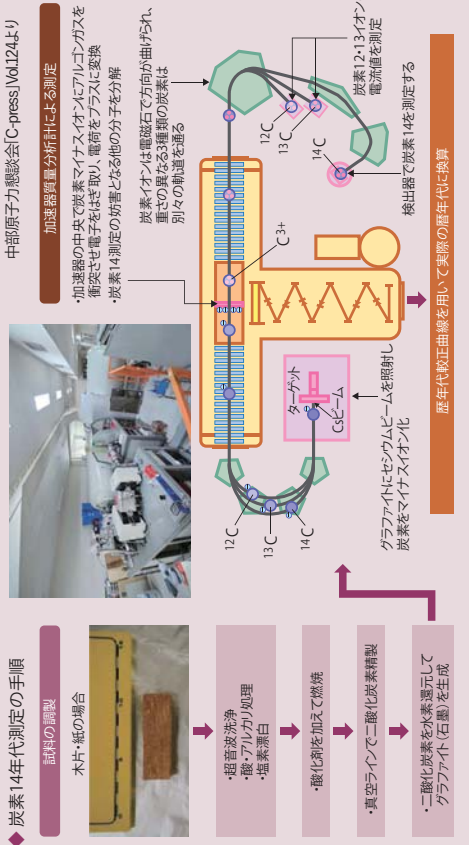 ◆ 炭素14年代測定の手順
中部原子力懇談会「C-press」Vol.124より
試料の調製
木片・紙の場合
・超音波洗浄
・酸・アルカリ処理
・塩素漂白
・酸化剤を加えて燃焼
・真空ラインで二酸化炭素精製
・二酸化炭素を水素還元して
グラファイト(石墨)を生成
加速器質量分析計による測定
・加速器の中央で炭素マイナスイオンにアルゴンガスを
衝突させ電子をはぎ取り、電荷をプラスに変換
・炭素14測定の妨害となる他の分子を分解
炭素イオンは電磁石で方向が曲げられ、
重さの異なる3種類の炭素は
別々の軌道を通る
12C
13C
14C
ターゲット
Csビーム
グラファイトにセシウムビームを照射し
炭素をマイナスイオン化
C3+
12C
13C
14C
炭素12・13イオン
電流値を測定
検出器で炭素14を測定する
歴年代較正曲線を用いて実際の暦年代に換算